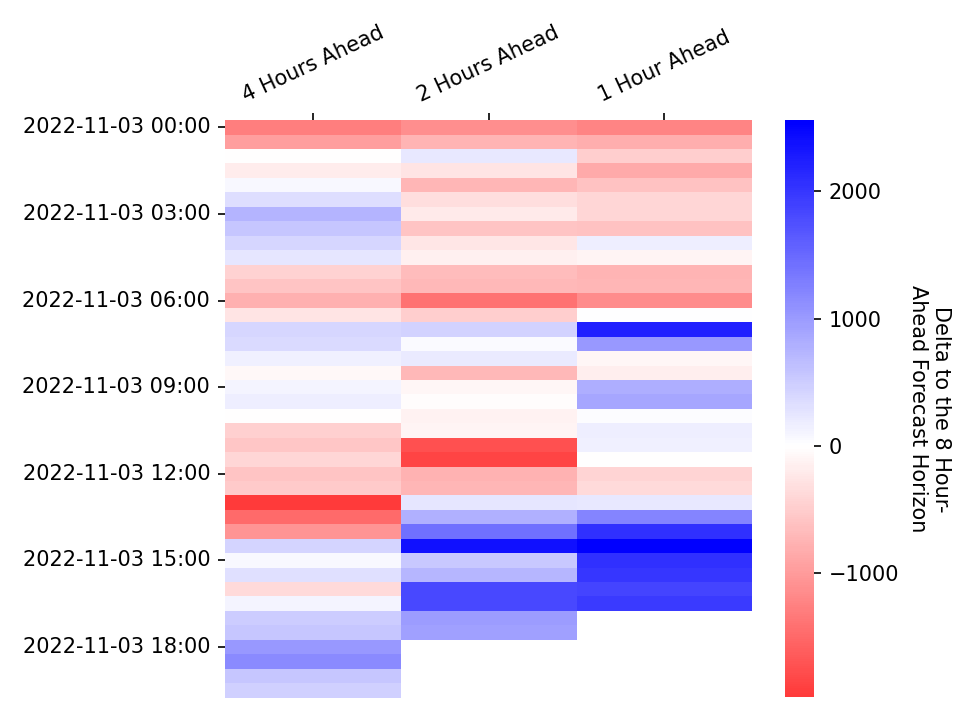 4 Hours Ahead
2 Hours Ahead
1 Hour Ahead
2022-11-03 00:00
2022-11-03 03:00
2022-11-03 06:00
2022-11-03 09:00
2022-11-03 12:00
2022-11-03 15:00
2022-11-03 18:00
2000
1000
0
−1000
Delta to the 8 Hour-
Ahead Forecast Horizon